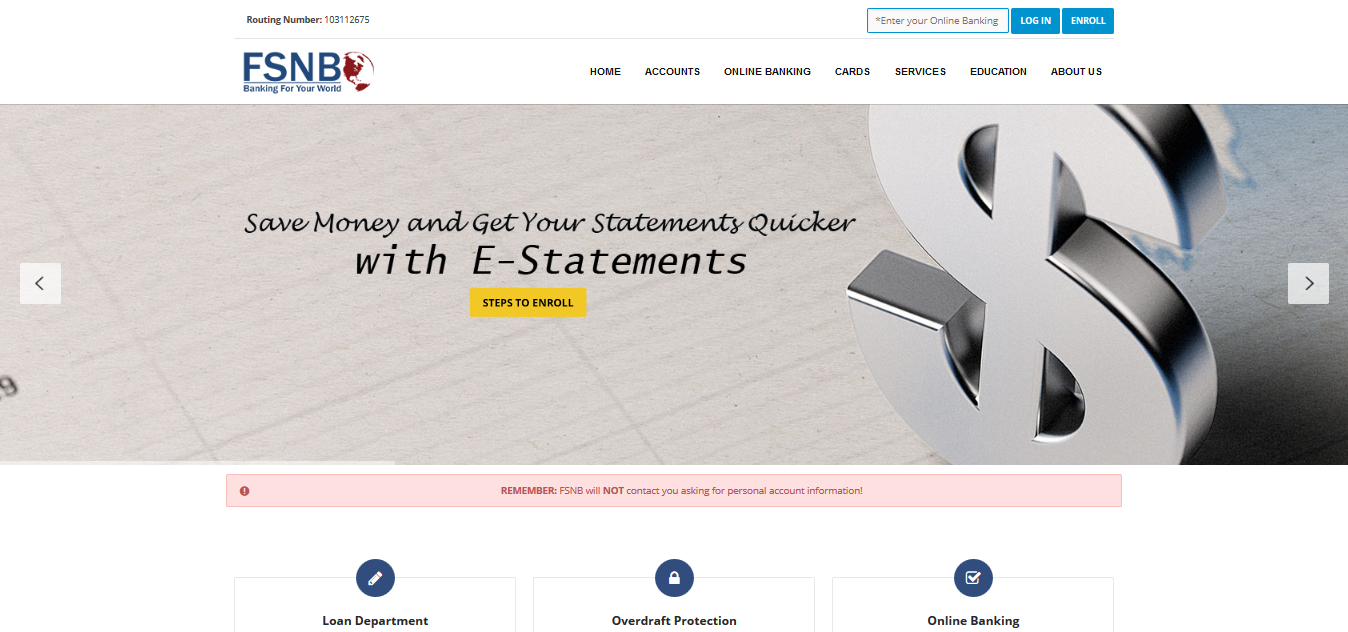 Routing Number: 103112675
*Enter your Online Banking
LOG IN
ENROLL
FSNB
Banking For Your World
HOME
ACCOUNTS
ONLINE BANKING
CARDS
SERVICES
EDUCATION
ABOUT US
Save Money and Get Your Statements Quicker
with E-Statements
STEPS TO ENROLL
REMEMBER: FSNB will NOT contact you asking for personal account information!
Loan Department
Overdraft Protection
Online Banking